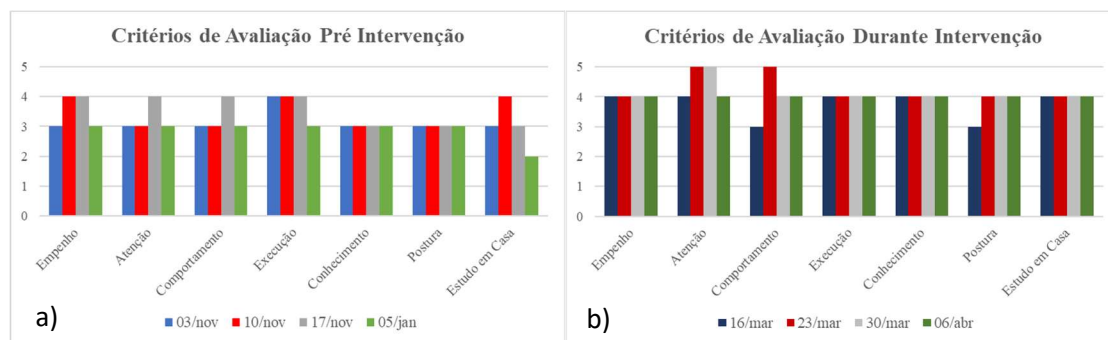 Critérios de Avaliação Pré Intervenção
5
4
3
2
1
0
Empenho
Atenção
Comportamento
Execução
Conhecimento
Postura
Estudo em Casa
a)
03/nov 10/nov 17/nov 05/jan
Critérios de Avaliação Durante Intervenção
5
4
3
2
1
0
Empenho
Atenção
Comportamento
Execução
Conhecimento
Postura
Estudo em Casa
b)
16/mar 23/mar 30/mar 06/abr